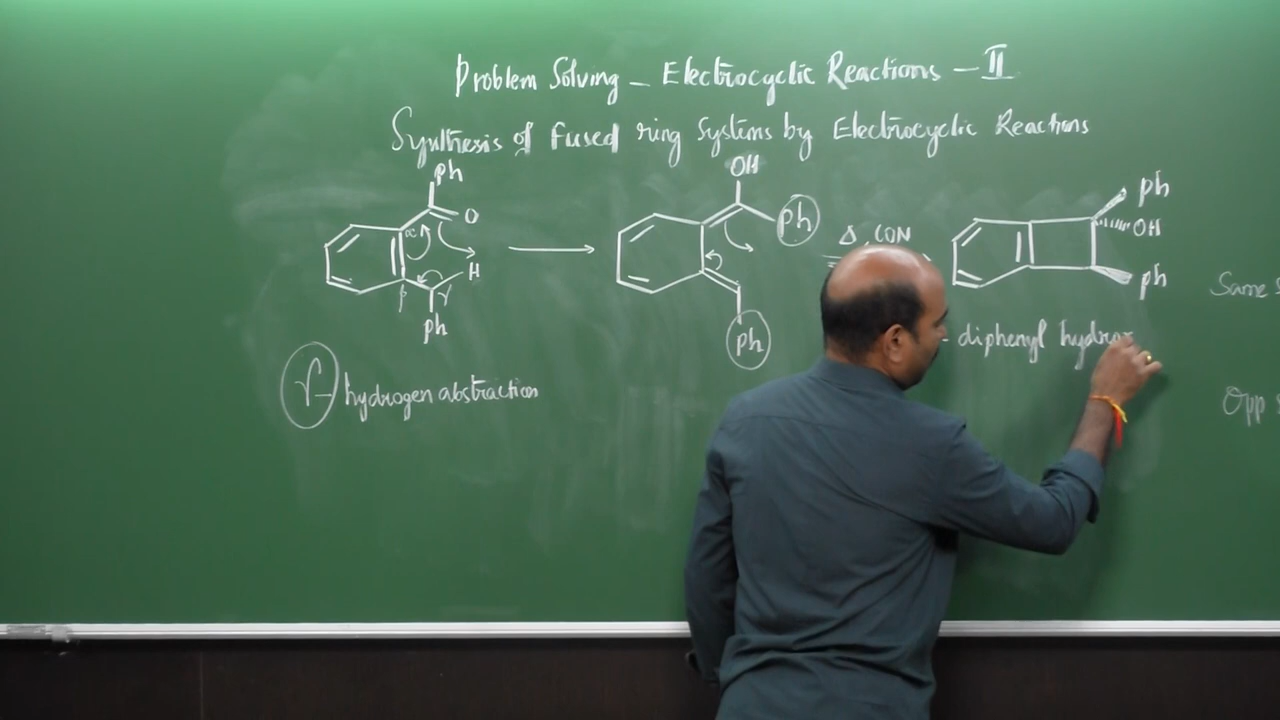 Problem Solving – Electrocyclic Reactions – II
Synthesis of Fused ring Systems by Electrocyclic Reactions
Ph
O
α
H
β
γ
Ph
γ – hydrogen abstraction
OH
Ph
Ph
Δ, CON
Ph
OH
Ph
- diphenyl hydrox
Same
Opp